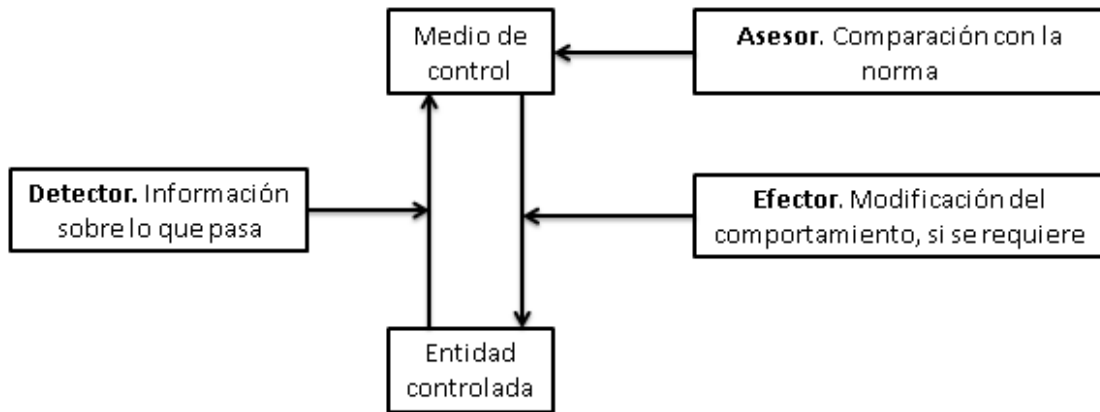 Medio de
control
Asesor. Comparación con la
norma
Detector. Información
sobre lo que pasa
Efector. Modificación del
comportamiento, si se requiere
Entidad
controlada